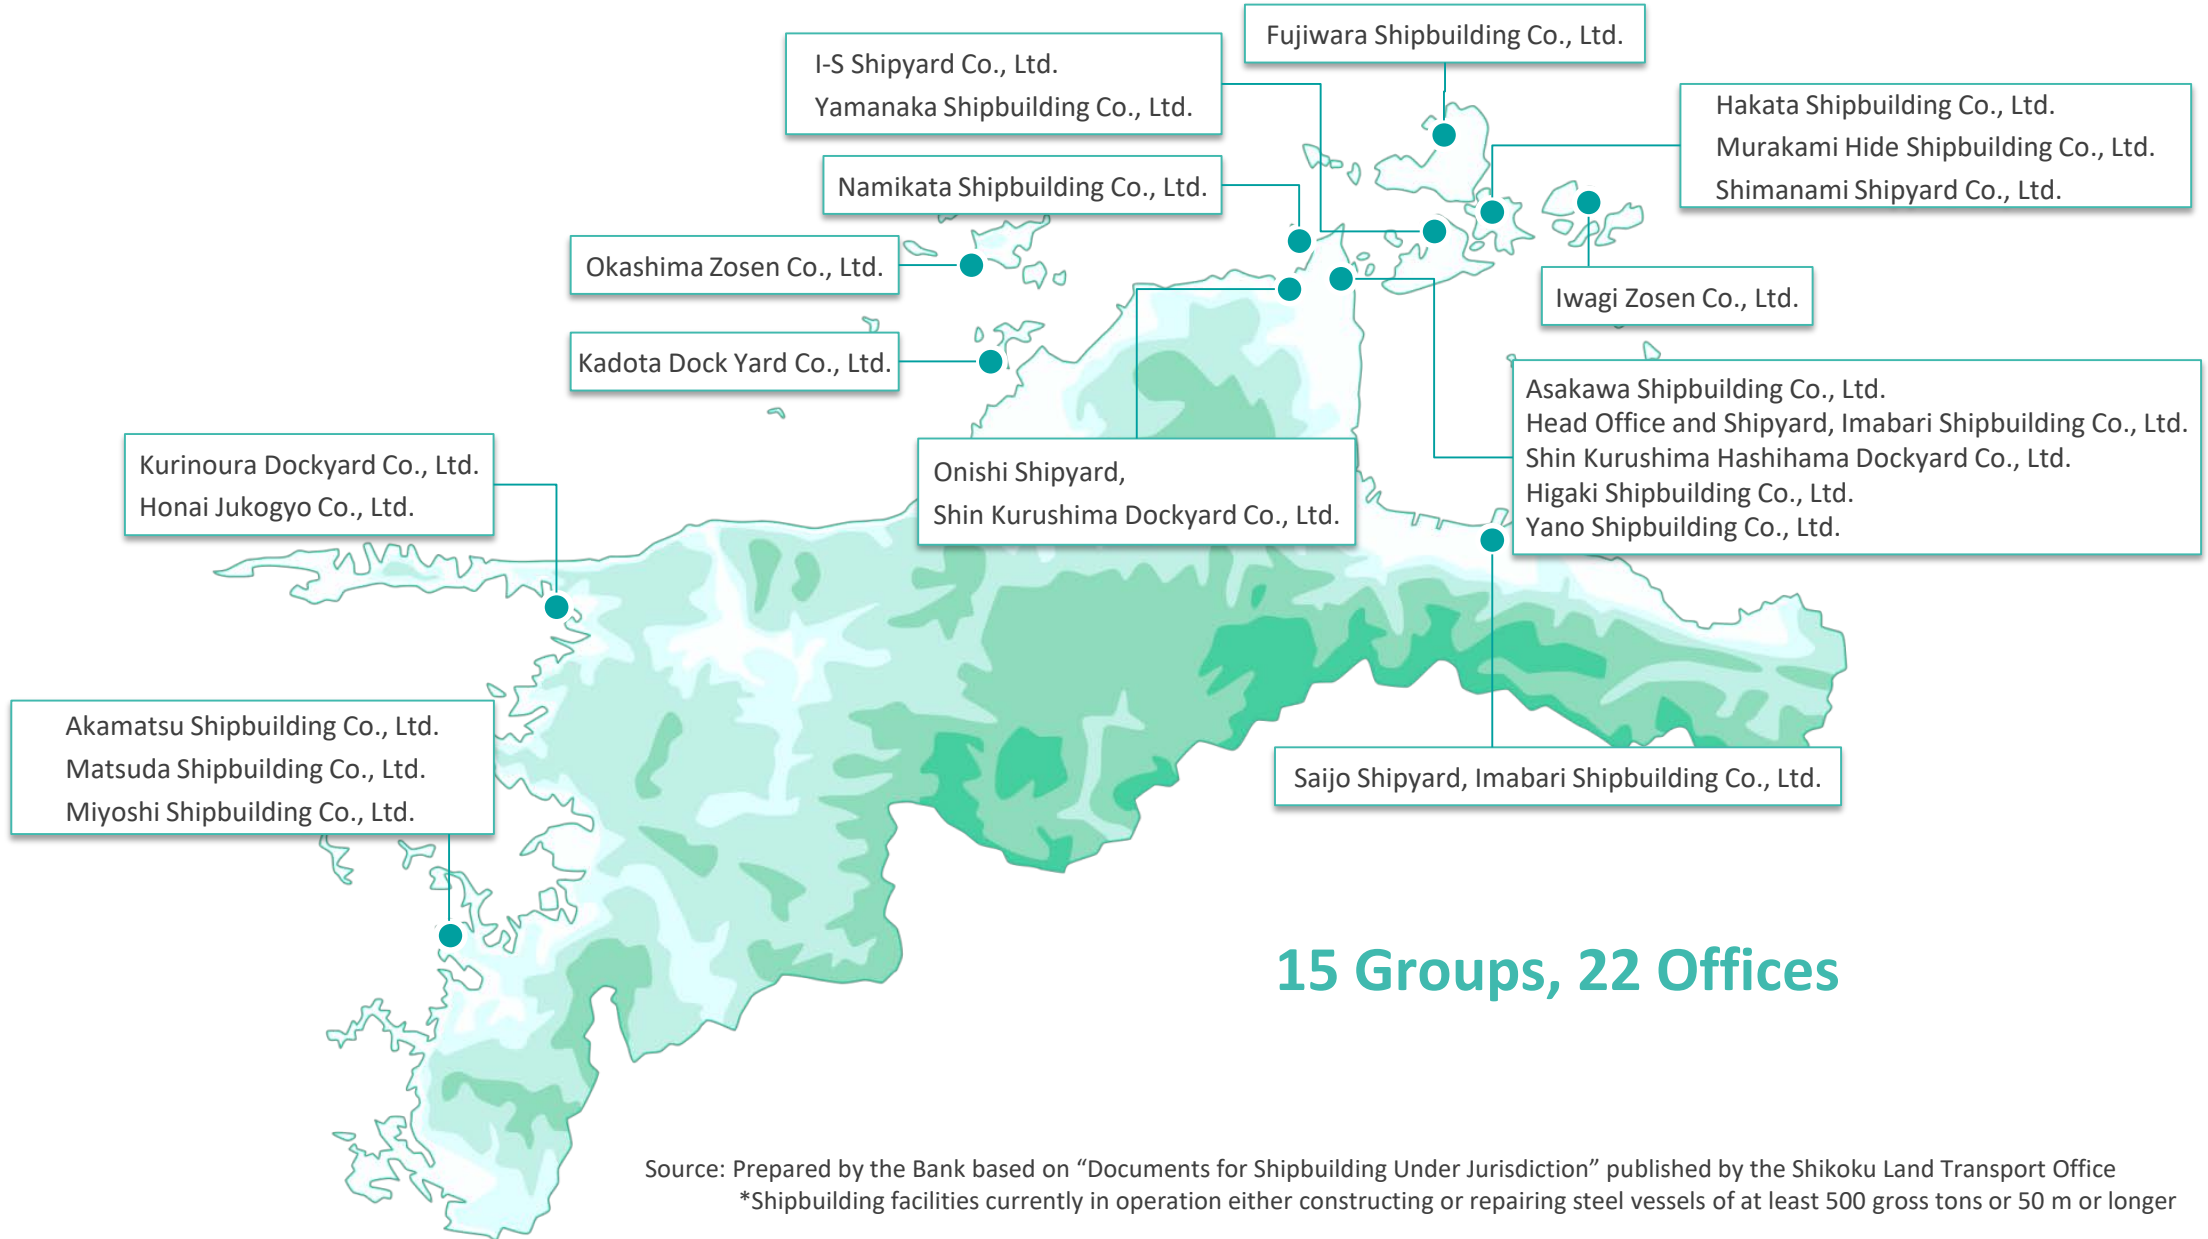 Fujiwara Shipbuilding Co., Ltd.
I-S Shipyard Co., Ltd.
Yamanaka Shipbuilding Co., Ltd.
Hakata Shipbuilding Co., Ltd.
Murakami Hide Shipbuilding Co., Ltd.
Shimanami Shipyard Co., Ltd.
Namikata Shipbuilding Co., Ltd.
Okashima Zosen Co., Ltd.
Iwagi Zosen Co., Ltd.
Kadota Dock Yard Co., Ltd.
Asakawa Shipbuilding Co., Ltd.
Head Office and Shipyard, Imabari Shipbuilding Co., Ltd.
Shin Kurushima Hashihama Dockyard Co., Ltd.
Higaki Shipbuilding Co., Ltd.
Yano Shipbuilding Co., Ltd.
Kurinoura Dockyard Co., Ltd.
Honai Jukogyo Co., Ltd.
Onishi Shipyard,
Shin Kurushima Dockyard Co., Ltd.
Akamatsu Shipbuilding Co., Ltd.
Matsuda Shipbuilding Co., Ltd.
Miyoshi Shipbuilding Co., Ltd.
Saijo Shipyard, Imabari Shipbuilding Co., Ltd.
15 Groups, 22 Offices
Source: Prepared by the Bank based on “Documents for Shipbuilding Under Jurisdiction” published by the Shikoku Land Transport Office
*Shipbuilding facilities currently in operation either constructing or repairing steel vessels of at least 500 gross tons or 50 m or longer